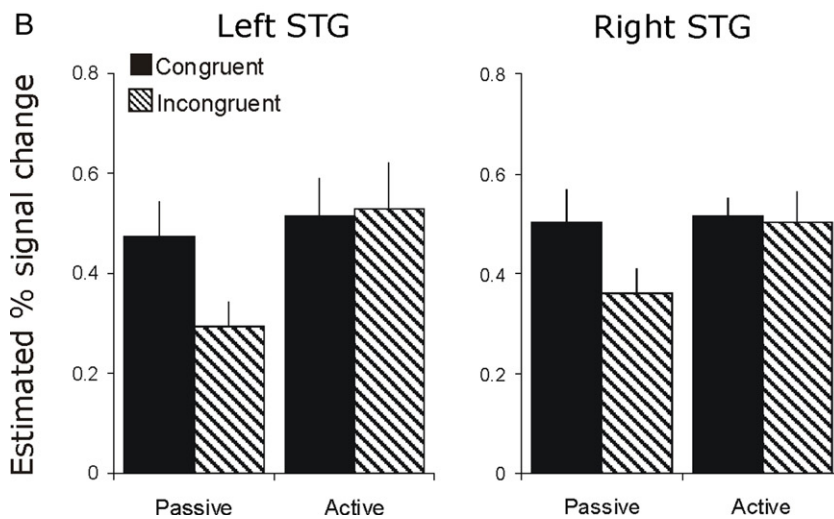 B
Left STG
Right STG
Estimated % signal change
Congruent
Incongruent
0.8
0.6
0.4
0.2
0
Passive
Active
0.8
0.6
0.4
0.2
0
Passive
Active